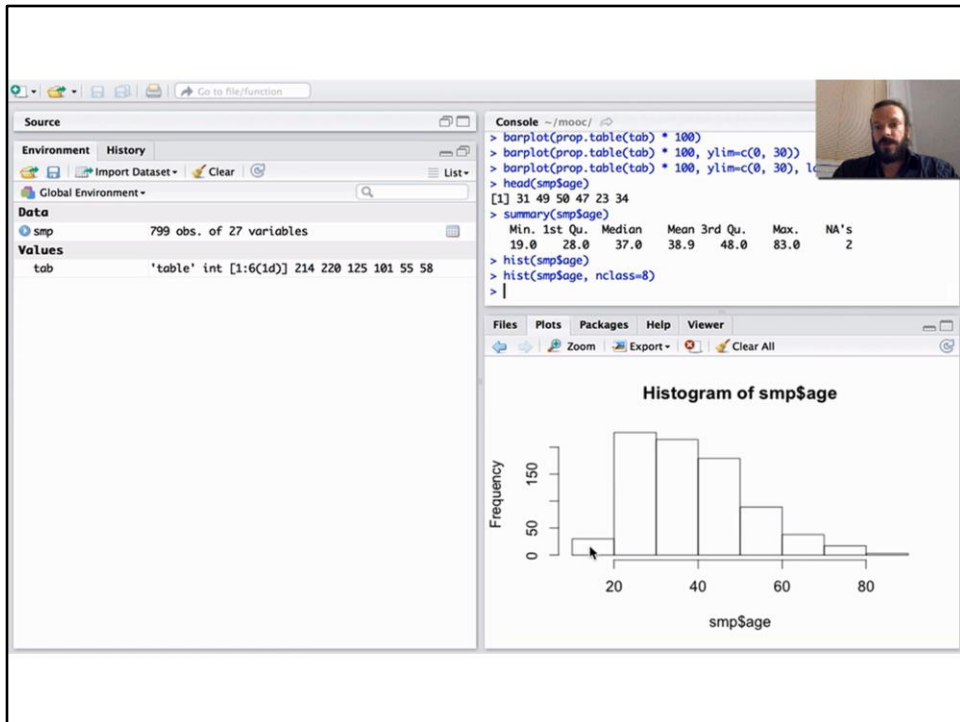 Go to file/function
Source
Environment History
Import Dataset Clear List
Global Environment
Data
smp 799 obs. of 27 variables
Values
tab 'table' int [1:6(1d)] 214 220 125 101 55 58
Console ~/mooc/
> barplot(prop.table(tab) * 100)
> barplot(prop.table(tab) * 100, ylim=c(0, 30))
> barplot(prop.table(tab) * 100, ylim=c(0, 30),
> head(smp$age)
[1] 31 49 50 47 23 34
> summary(smp$age)
Min. 1st Qu. Median Mean 3rd Qu. Max. NA's
19.0 28.0 37.0 38.9 48.0 83.0 2
> hist(smp$age)
> hist(smp$age, nclass=8)
>
Files Plots Packages Help Viewer
Zoom Export Clear All
Histogram of smp$age
Frequency
150
50
0
20 40 60 80
smp$age